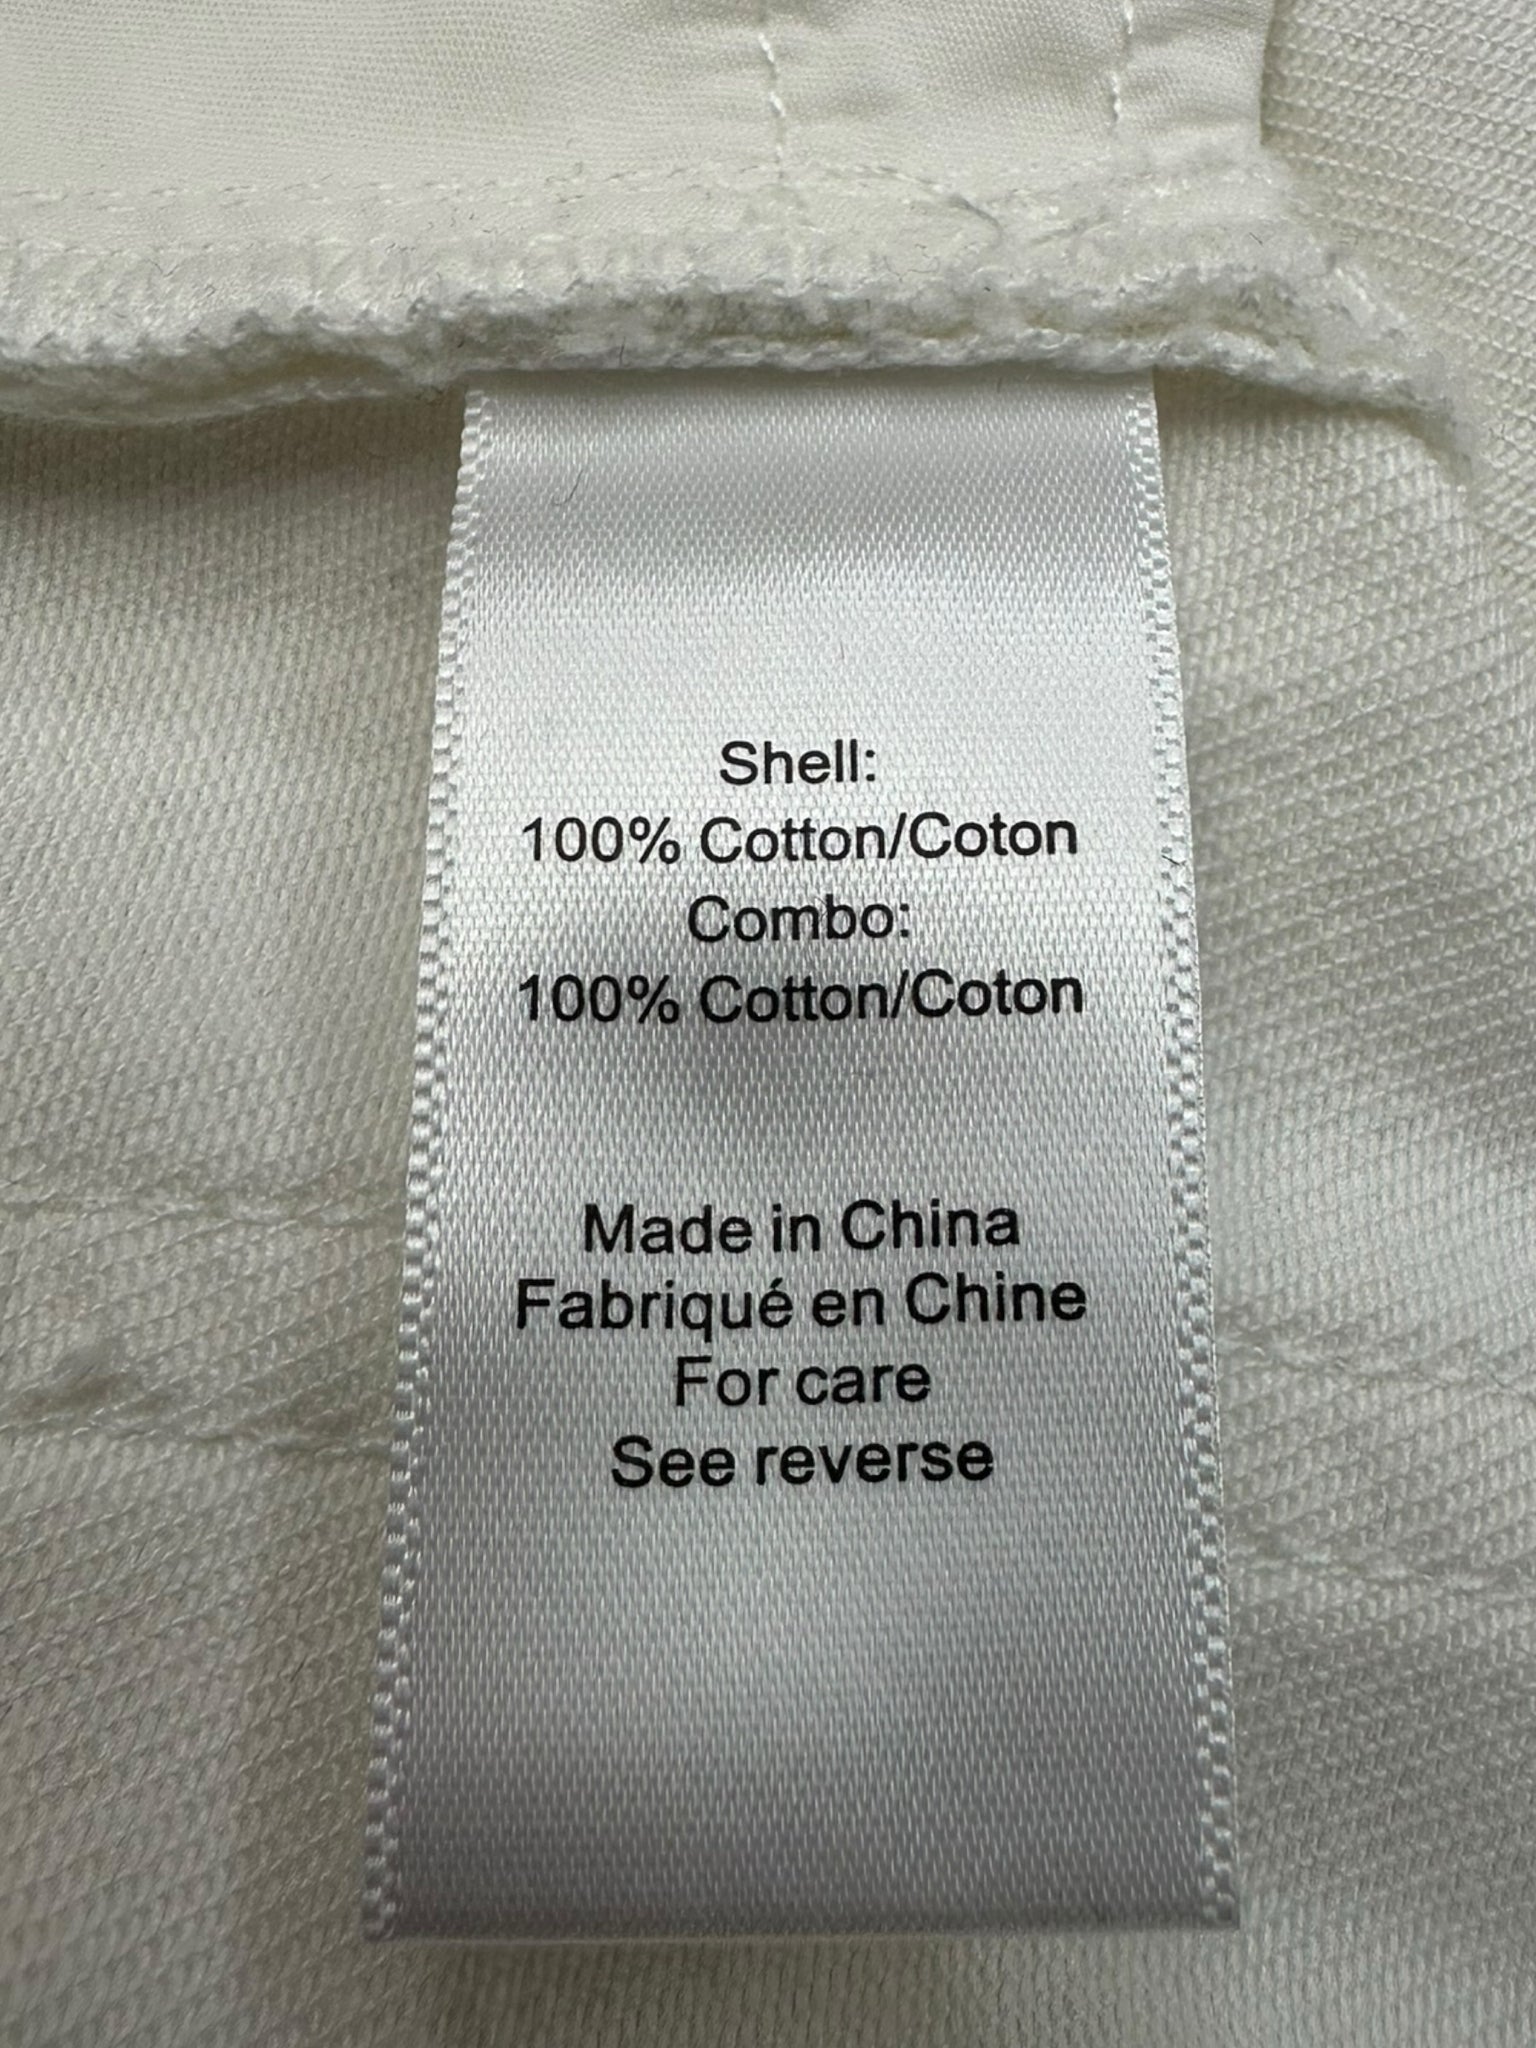 Shell:
100% Cotton/Coton
Combo:
100% Cotton/Coton
Made in China
Fabriqué en Chine
For care
See reverse